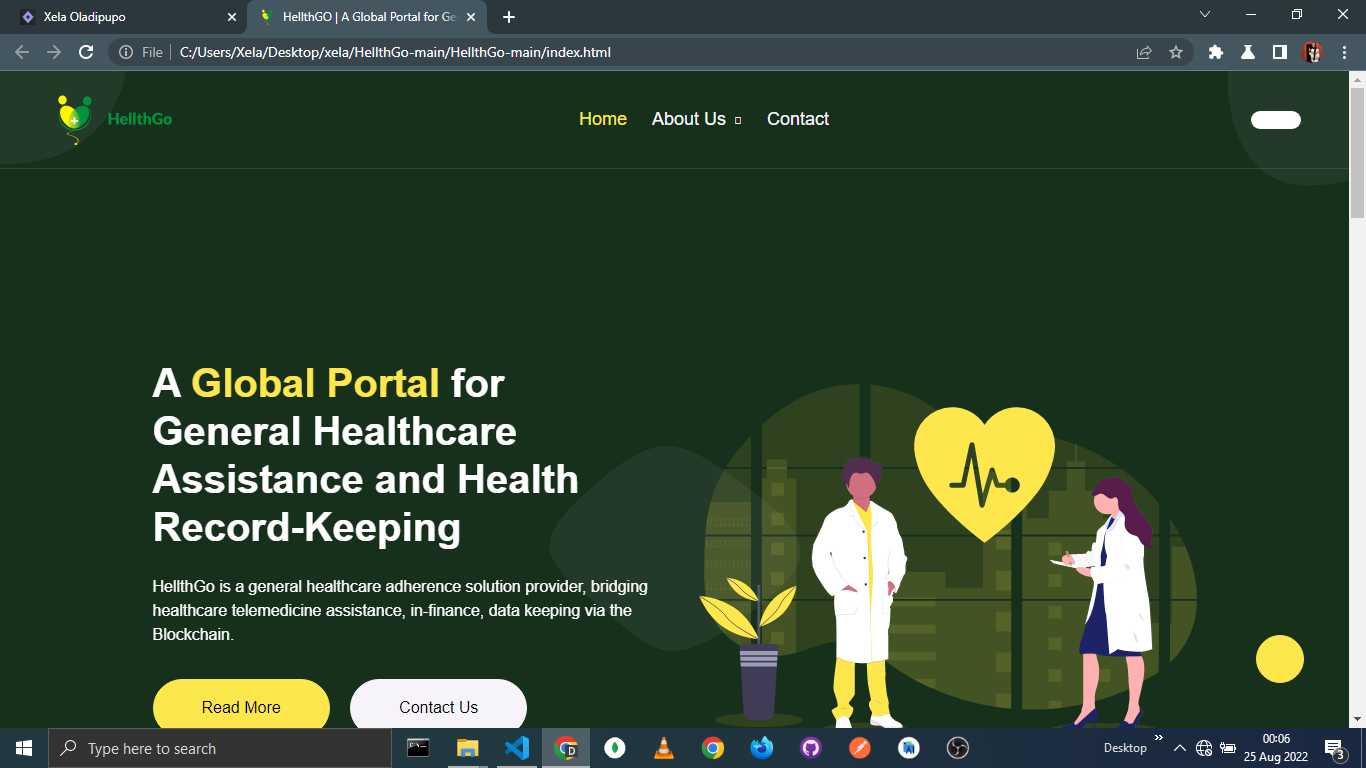 Xela Oladipupo
HellthGO | A Global Portal for Ge
File
C:/Users/Xela/Desktop/xela/HellthGo-main/HellthGo-main/index.html
HellthGo
Home
About Us
Contact
A Global Portal for
General Healthcare
Assistance and Health
Record-Keeping
HellthGo is a general healthcare adherence solution provider, bridging
healthcare telemedicine assistance, in-finance, data keeping via the
Blockchain.
Read More
Contact Us
Type here to search
D
Desktop
00:06
25 Aug 2022
3